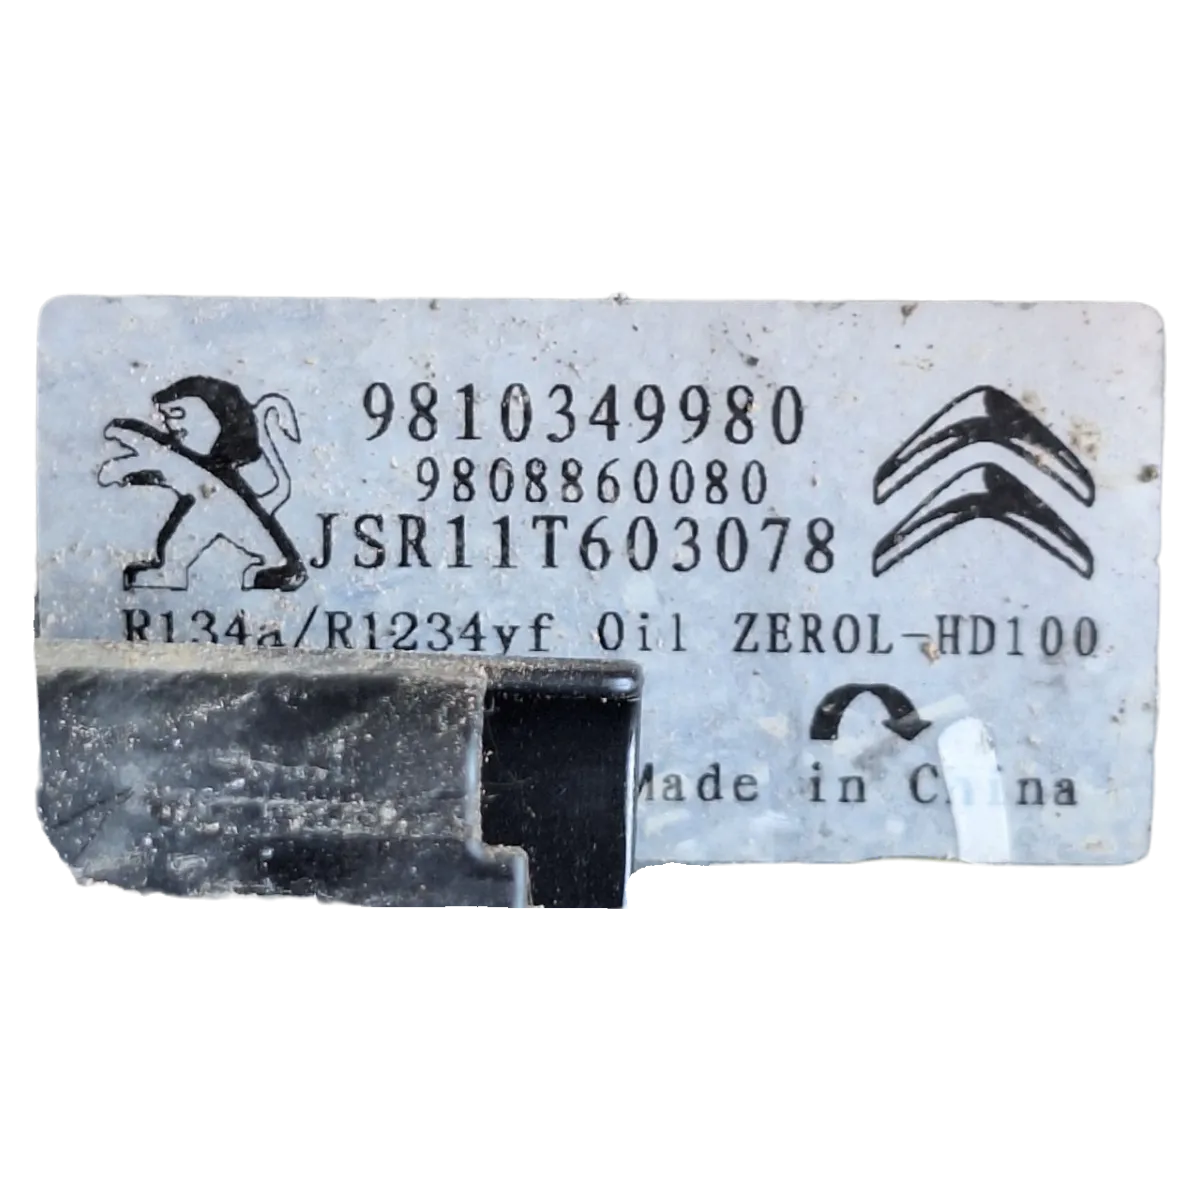 9810349980
9808860080
JSR11T603078
R134a/R1234yf Oil ZEROL-HD100
Made in China